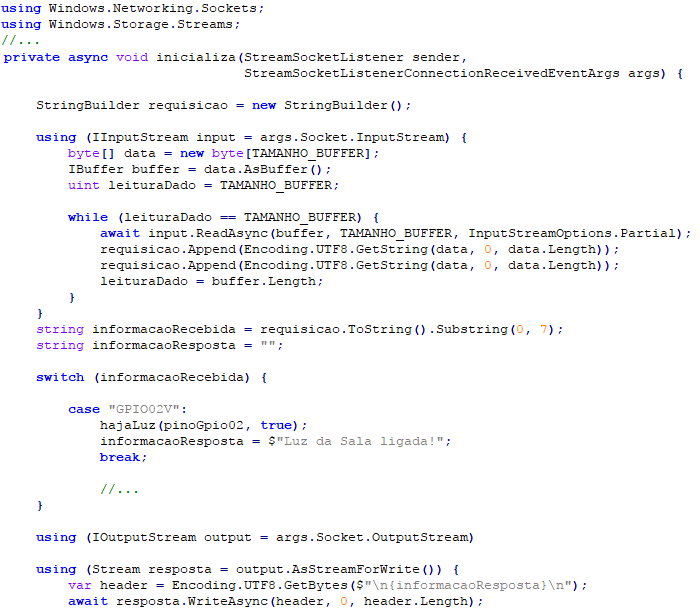 using Windows.Networking.Sockets;
using Windows.Storage.Streams;
//...
private async void inicializa(StreamSocketListener sender,
StreamSocketListenerConnectionReceivedEventArgs args) {
StringBuilder requisicao = new StringBuilder();
using (IInputStream input = args.Socket.InputStream) {
byte[] data = new byte[TAMANHO_BUFFER];
IBuffer buffer = data.AsBuffer();
uint leituraDado = TAMANHO_BUFFER;
while (leituraDado == TAMANHO_BUFFER) {
await input.ReadAsync(buffer, TAMANHO_BUFFER, InputStreamOptions.Partial);
requisicao.Append(Encoding.UTF8.GetString(data, 0, data.Length));
requisicao.Append(Encoding.UTF8.GetString(data, 0, data.Length));
leituraDado = buffer.Length;
}
}
string informacaoRecebida = requisicao.ToString().Substring(0, 7);
string informacaoResposta = "";
switch (informacaoRecebida) {
case "GPIO02V":
hajaLuz(pinoGpio02, true);
informacaoResposta = $"Luz da Sala ligada!";
break;
//...
}
using (IOutputStream output = args.Socket.OutputStream)
using (Stream resposta = output.AsStreamForWrite()) {
var header = Encoding.UTF8.GetBytes($"\n{informacaoResposta}\n");
await resposta.WriteAsync(header, 0, header.Length);